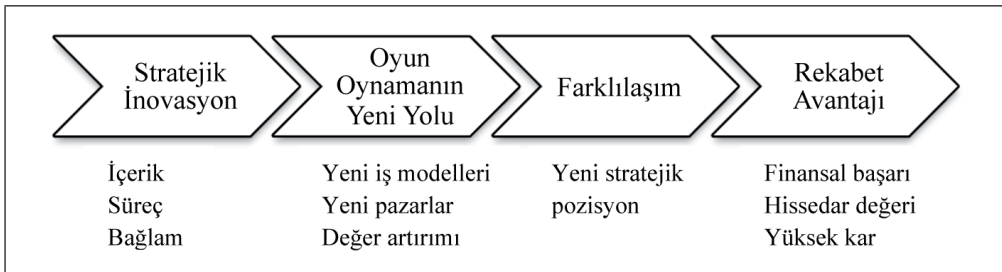 Stratejik
İnovasyon
Oyun
Oynamanın
Yeni Yolu
Farklılaşım
Rekabet
Avantajı
İçerik
Süreç
Bağlam
Yeni iş modelleri
Yeni pazarlar
Değer artırımı
Yeni stratejik
pozisyon
Finansal başarı
Hissedar değeri
Yüksek kar